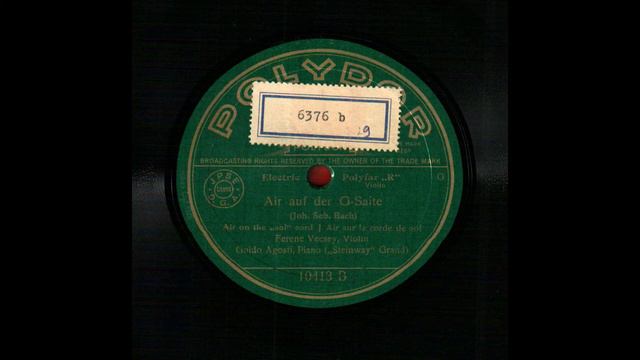 POLYDOR
6376 b
9
MARK
BROADCASTING RIGHTS RESERVED BY THE OWNER OF THE TRADE MARK
Electric Polyfar „R"
Violin
Air auf der G-Saite
(Joh. Seb. Bach)
Air on the „sol" cord | Air sur la corde de sol
Ferenc Vecsey, Violin
Guido Agosti, Piano („Steinway" Grand)
10413 B